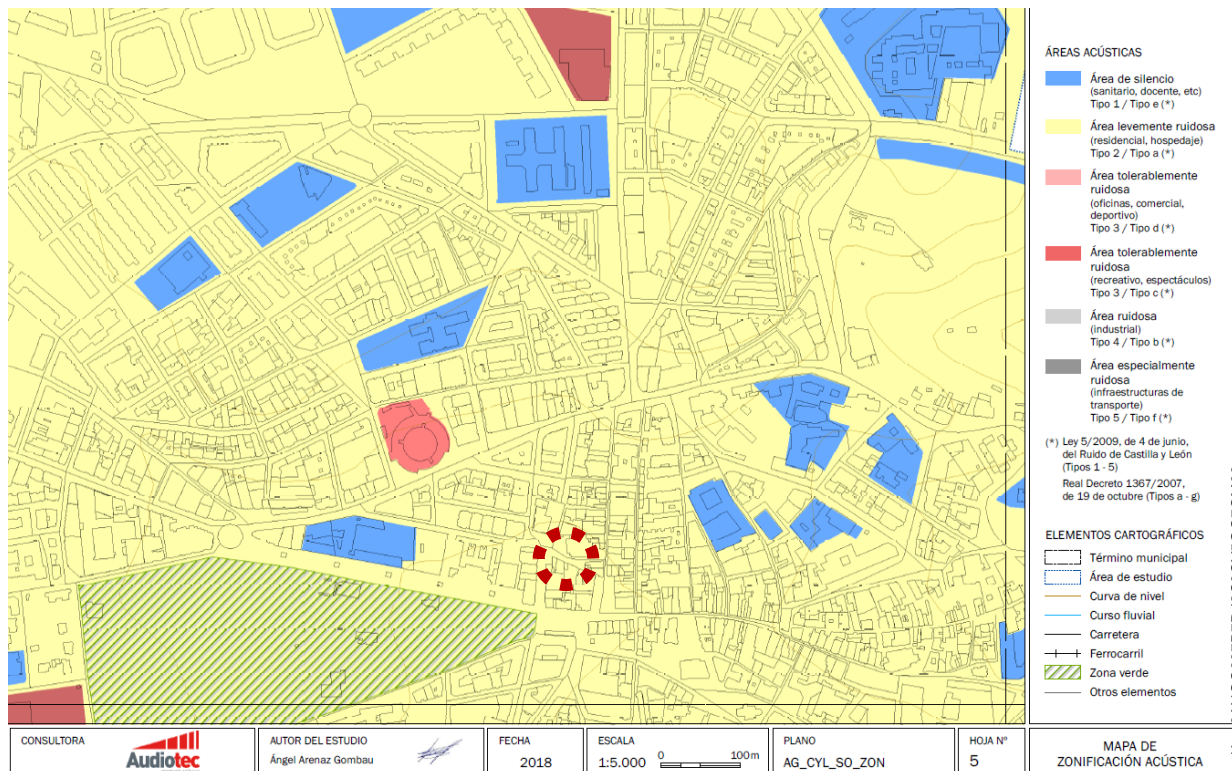 ÁREAS ACÚSTICAS
Área de silencio
(sanitario, docente, etc)
Tipo 1 / Tipo e (*)
Área levemente ruidosa
(residencial, hospedaje)
Tipo 2 / Tipo a (*)
Área tolerablemente
ruidosa
(oficinas, comercial,
deportivo)
Tipo 3 / Tipo d (*)
Área tolerablemente
ruidosa
(recreativo, espectáculos)
Tipo 3 / Tipo c (*)
Área ruidosa
(industrial)
Tipo 4 / Tipo b (*)
Área especialmente
ruidosa
(infraestructuras de
transporte)
Tipo 5 / Tipo f (*)
(*) Ley 5/2009, de 4 de junio,
del Ruido de Castilla y León
(Tipos 1 - 5)
Real Decreto 1367/2007,
de 19 de octubre (Tipos a - g)
ELEMENTOS CARTOGRÁFICOS
Término municipal
Área de estudio
Curva de nivel
Curso fluvial
Carretera
Ferrocarril
Zona verde
Otros elementos
CONSULTORA
Audiotec
AUTOR DEL ESTUDIO
Ángel Arenaz Gombau
FECHA
2018
ESCALA
1:5.000
0 100m
PLANO
AG_CYL_SO_ZON
HOJA Nº
5
MAPA DE
ZONIFICACIÓN ACÚSTICA